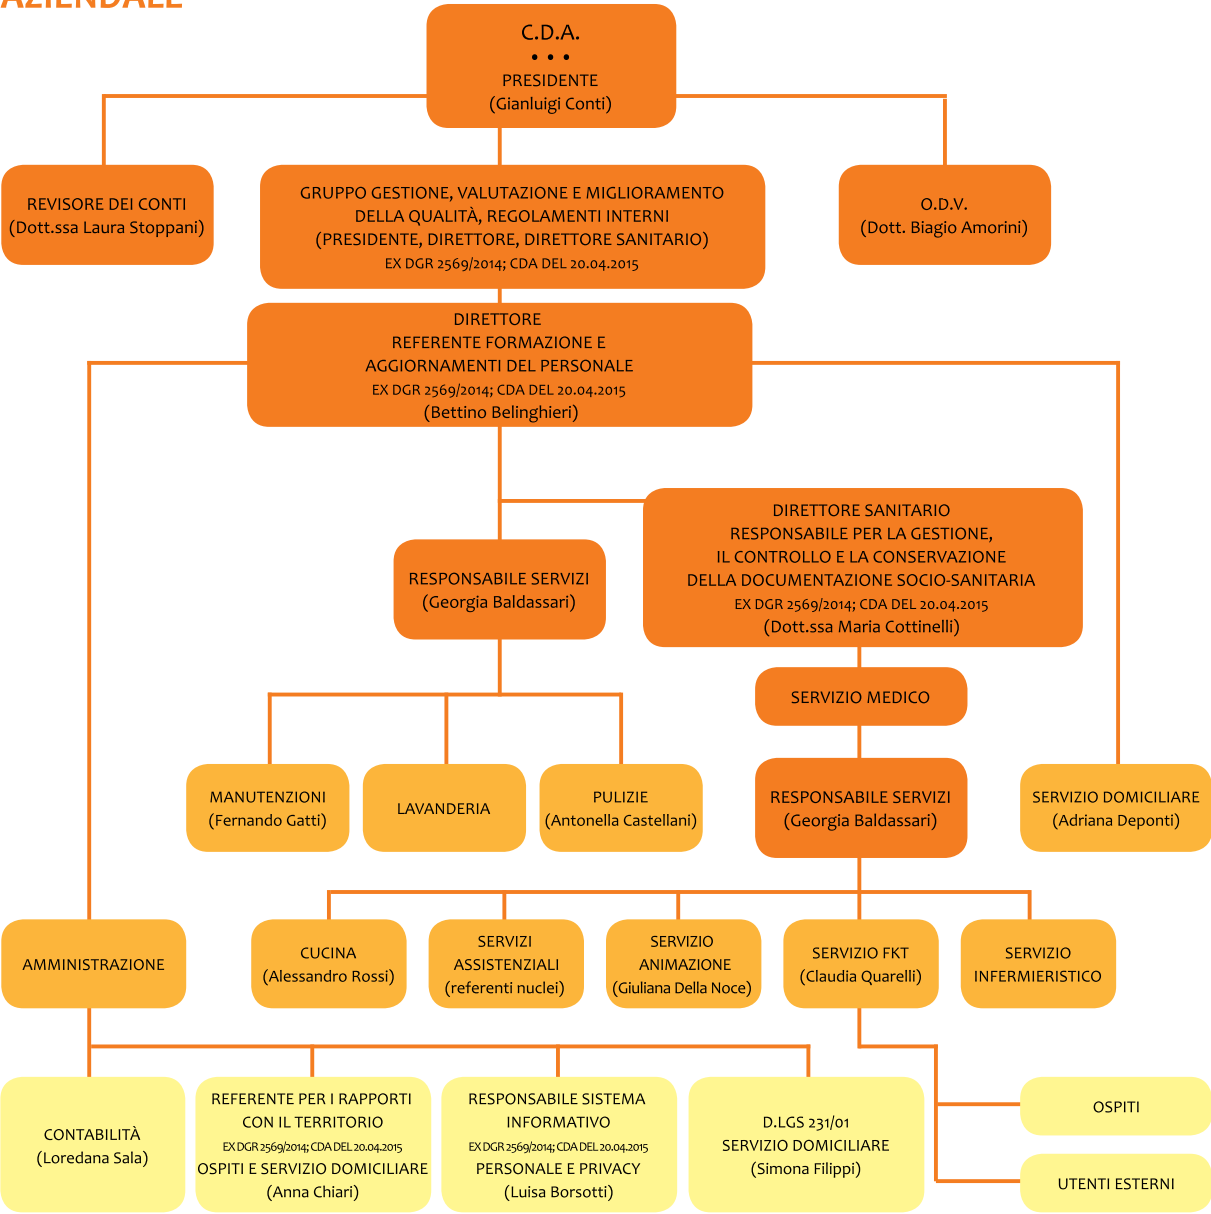 AZIENDALE
C.D.A.
• • •
PRESIDENTE
(Gianluigi Conti)
REVISORE DEI CONTI
(Dott.ssa Laura Stoppani)
GRUPPO GESTIONE, VALUTAZIONE E MIGLIORAMENTO
DELLA QUALITÀ, REGOLAMENTI INTERNI
(PRESIDENTE, DIRETTORE, DIRETTORE SANITARIO)
EX DGR 2569/2014; CDA DEL 20.04.2015
O.D.V.
(Dott. Biagio Amorini)
DIRETTORE
REFERENTE FORMAZIONE E
AGGIORNAMENTI DEL PERSONALE
EX DGR 2569/2014; CDA DEL 20.04.2015
(Bettino Belinghieri)
DIRETTORE SANITARIO
RESPONSABILE PER LA GESTIONE,
IL CONTROLLO E LA CONSERVAZIONE
DELLA DOCUMENTAZIONE SOCIO-SANITARIA
EX DGR 2569/2014; CDA DEL 20.04.2015
(Dott.ssa Maria Cottinelli)
RESPONSABILE SERVIZI
(Georgia Baldassari)
SERVIZIO MEDICO
MANUTENZIONI
(Fernando Gatti)
LAVANDERIA
PULIZIE
(Antonella Castellani)
RESPONSABILE SERVIZI
(Georgia Baldassari)
SERVIZIO DOMICILIARE
(Adriana Deponti)
AMMINISTRAZIONE
CUCINA
(Alessandro Rossi)
SERVIZI
ASSISTENZIALI
(referenti nuclei)
SERVIZIO
ANIMAZIONE
(Giuliana Della Noce)
SERVIZIO FKT
(Claudia Quarelli)
SERVIZIO
INFERMIERISTICO
CONTABILITÀ
(Loredana Sala)
REFERENTE PER I RAPPORTI
CON IL TERRITORIO
EX DGR 2569/2014; CDA DEL 20.04.2015
OSPITI E SERVIZIO DOMICILIARE
(Anna Chiari)
RESPONSABILE SISTEMA
INFORMATIVO
EX DGR 2569/2014; CDA DEL 20.04.2015
PERSONALE E PRIVACY
(Luisa Borsotti)
D.LGS 231/01
SERVIZIO DOMICILIARE
(Simona Filippi)
OSPITI
UTENTI ESTERNI